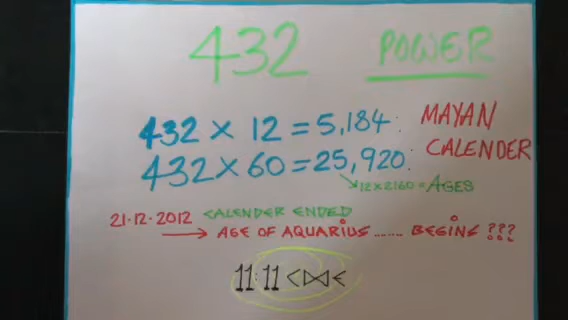 432 POWER
432 × 12 = 5,184: MAYAN
432 × 60 = 25,920: CALENDER
12×2160 = AGES
21·12·2012 CALENDER ENDED
→ AGE OF AQUARIUS...... BEGINS ???
11:11